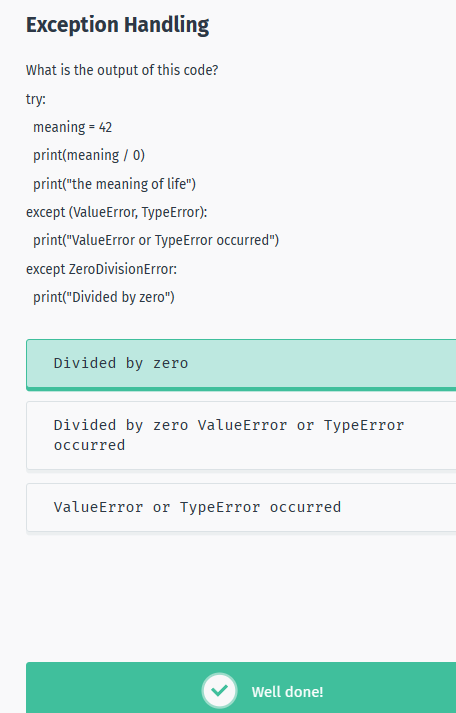 Exception Handling
What is the output of this code?
try:
meaning = 42
print(meaning / 0)
print("the meaning of life")
except (ValueError, TypeError):
print("ValueError or TypeError occurred")
except ZeroDivisionError:
print("Divided by zero")
Divided by zero
Divided by zero ValueError or TypeError
occurred
ValueError or TypeError occurred
Well done!